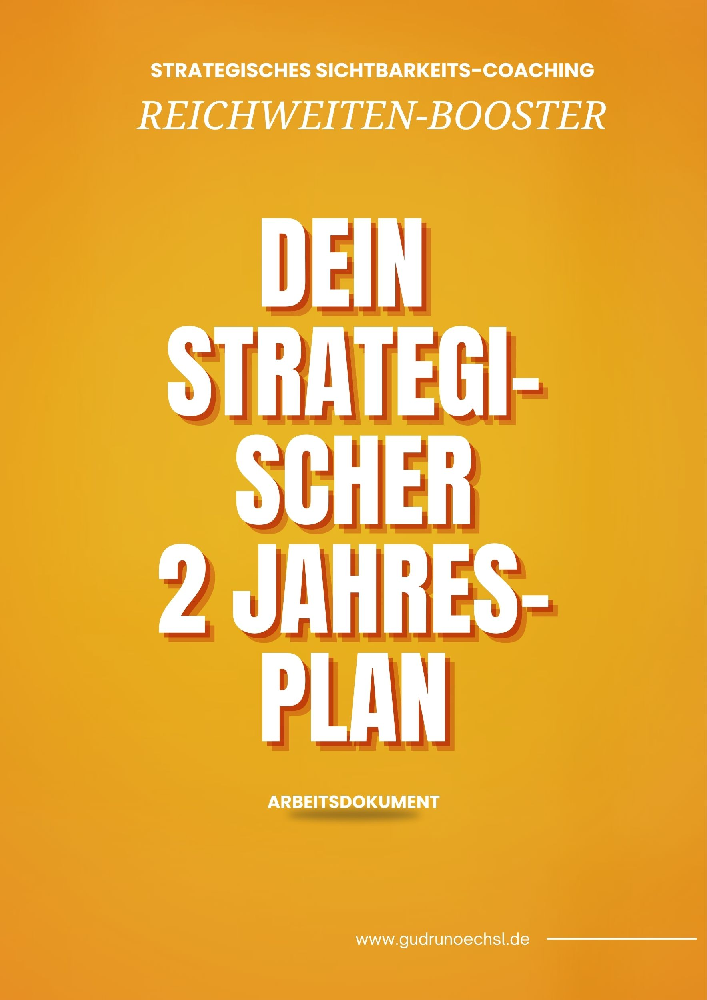 STRATEGISCHES SICHTBARKEITS-COACHING
REICHWEITEN-BOOSTER
DEIN
STRATEGI-
SCHER
2 JAHRES-
PLAN
ARBEITSDOKUMENT
www.gudrunoechsl.de